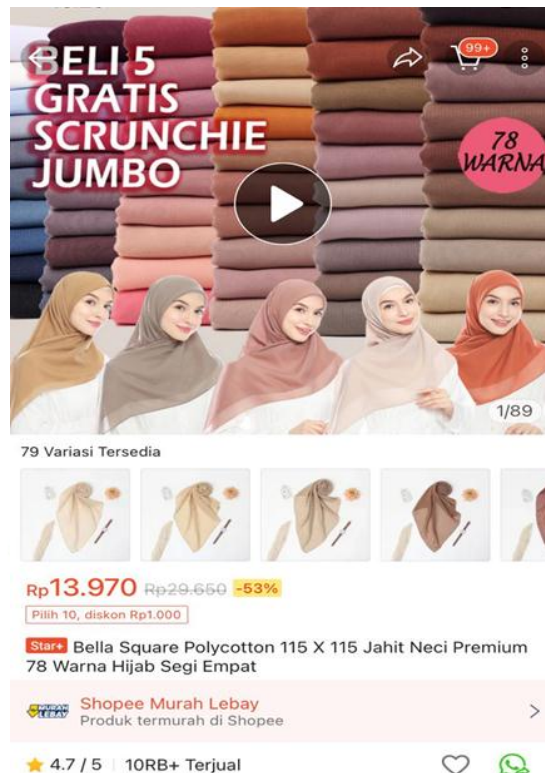 BELI 5
GRATIS
SCRUNCHIE
JUMBO
99+
78
WARNA
1/89
79 Variasi Tersedia
Rp13.970 Rp29.650 -53%
Pilih 10, diskon Rp1.000
Star+ Bella Square Polycotton 115 X 115 Jahit Neci Premium
78 Warna Hijab Segi Empat
MURAH
LEBAY
Shopee Murah Lebay
Produk termurah di Shopee
4.7 / 5 10RB+ Terjual